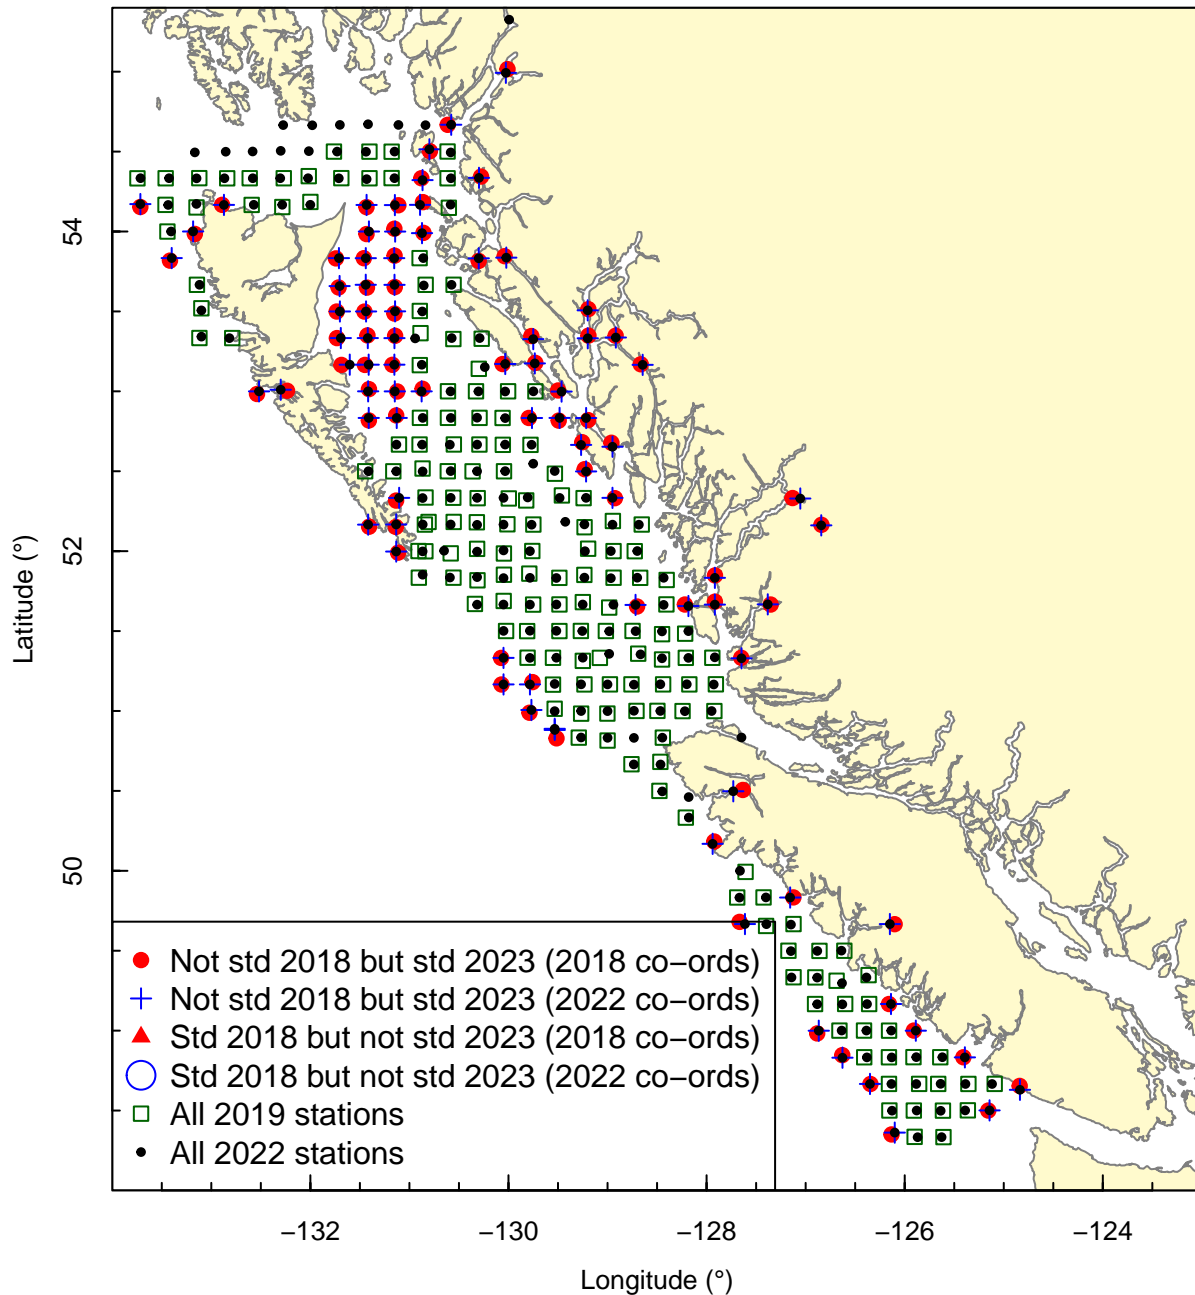 54
52
50
Latitude (°)
Not std 2018 but std 2023 (2018 co−ords)
Not std 2018 but std 2023 (2022 co−ords)
Std 2018 but not std 2023 (2018 co−ords)
Std 2018 but not std 2023 (2022 co−ords)
All 2019 stations
All 2022 stations
−132 −130 −128 −126 −124
Longitude (°)